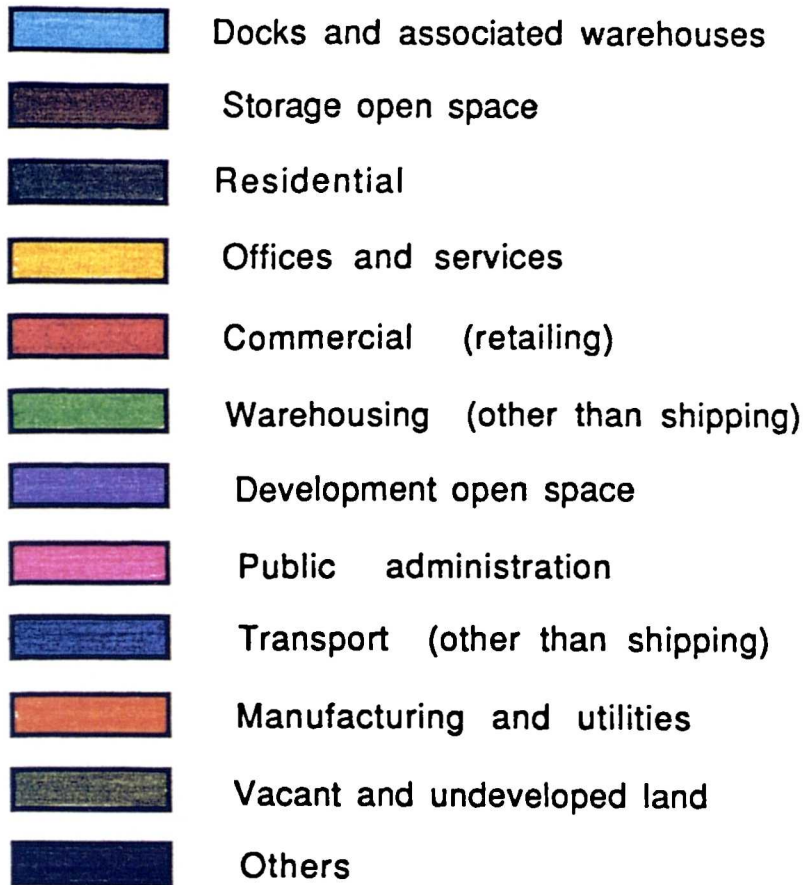 Docks and associated warehouses
Storage open space
Residential
Offices and services
Commercial (retailing)
Warehousing (other than shipping)
Development open space
Public administration
Transport (other than shipping)
Manufacturing and utilities
Vacant and undeveloped land
Others